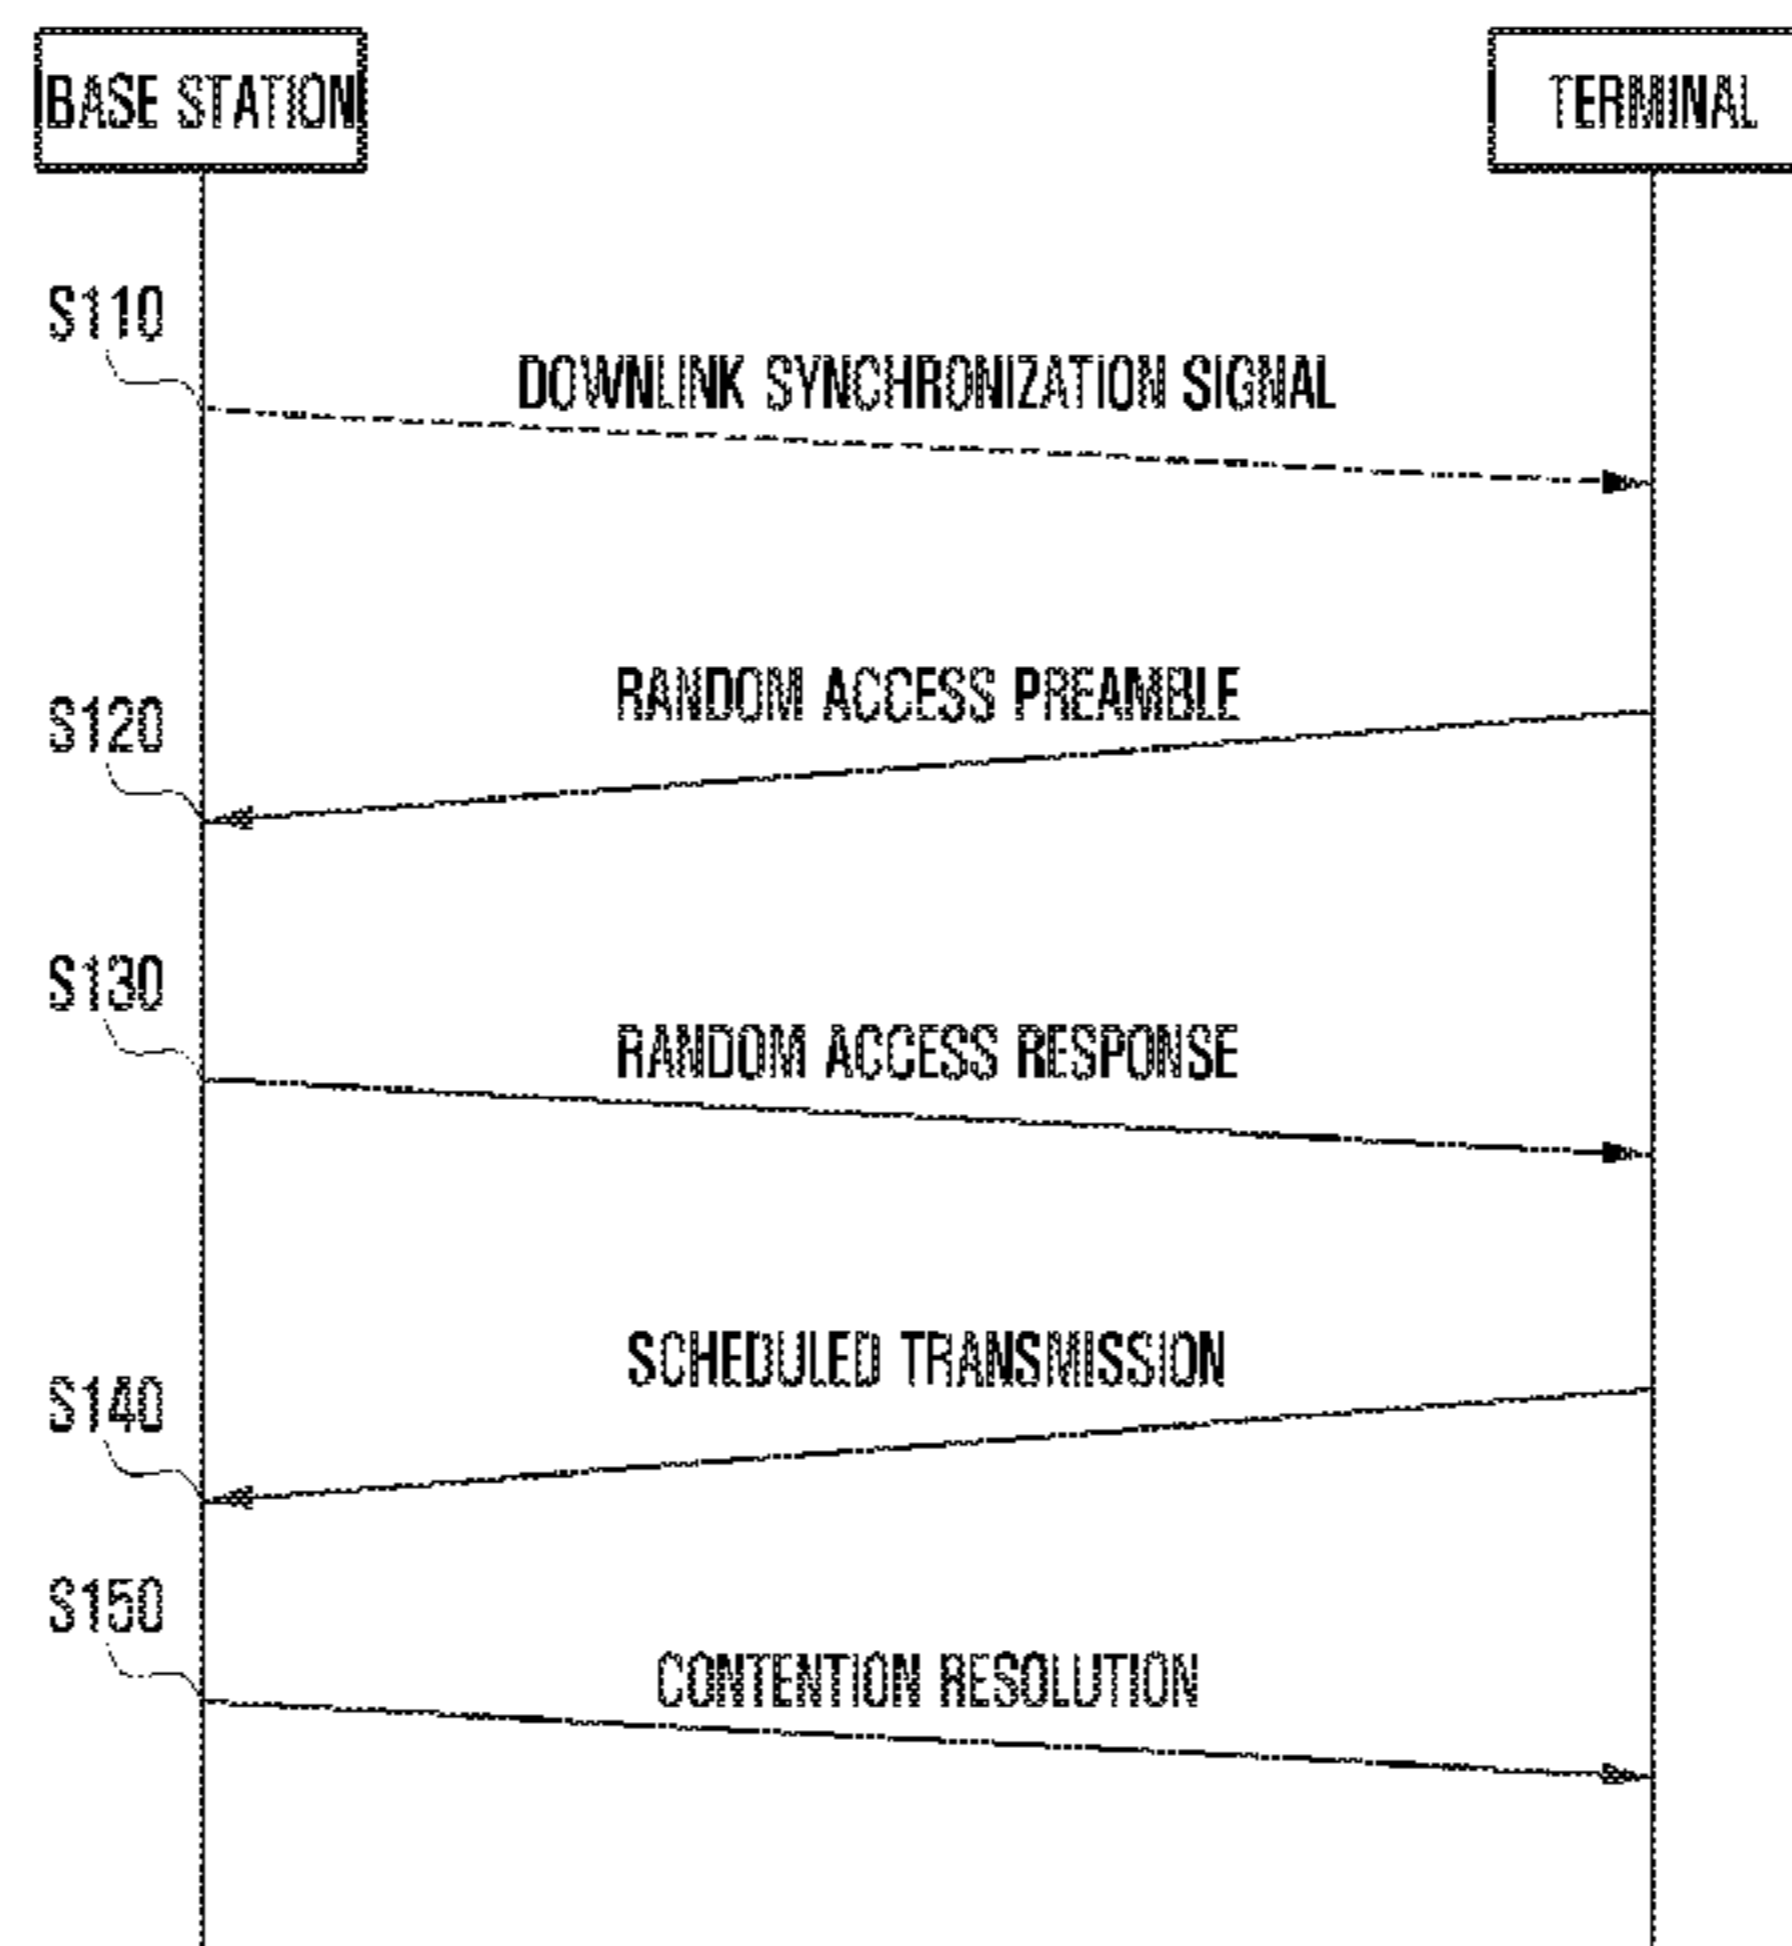 BASE STATION
TERMINAL
S110
DOWNLINK SYNCHRONIZATION SIGNAL
RANDOM ACCESS PREAMBLE
S120
S130
RANDOM ACCESS RESPONSE
SCHEDULED TRANSMISSION
S140
S150
CONTENTION RESOLUTION